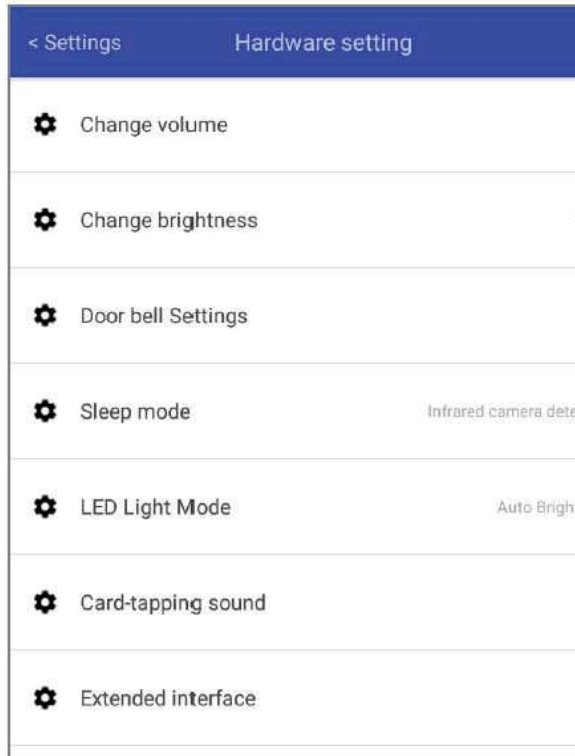 < Settings Hardware setting
Change volume
Change brightness
Door bell Settings
Sleep mode Infrared camera dete
LED Light Mode Auto Brigh
Card-tapping sound
Extended interface